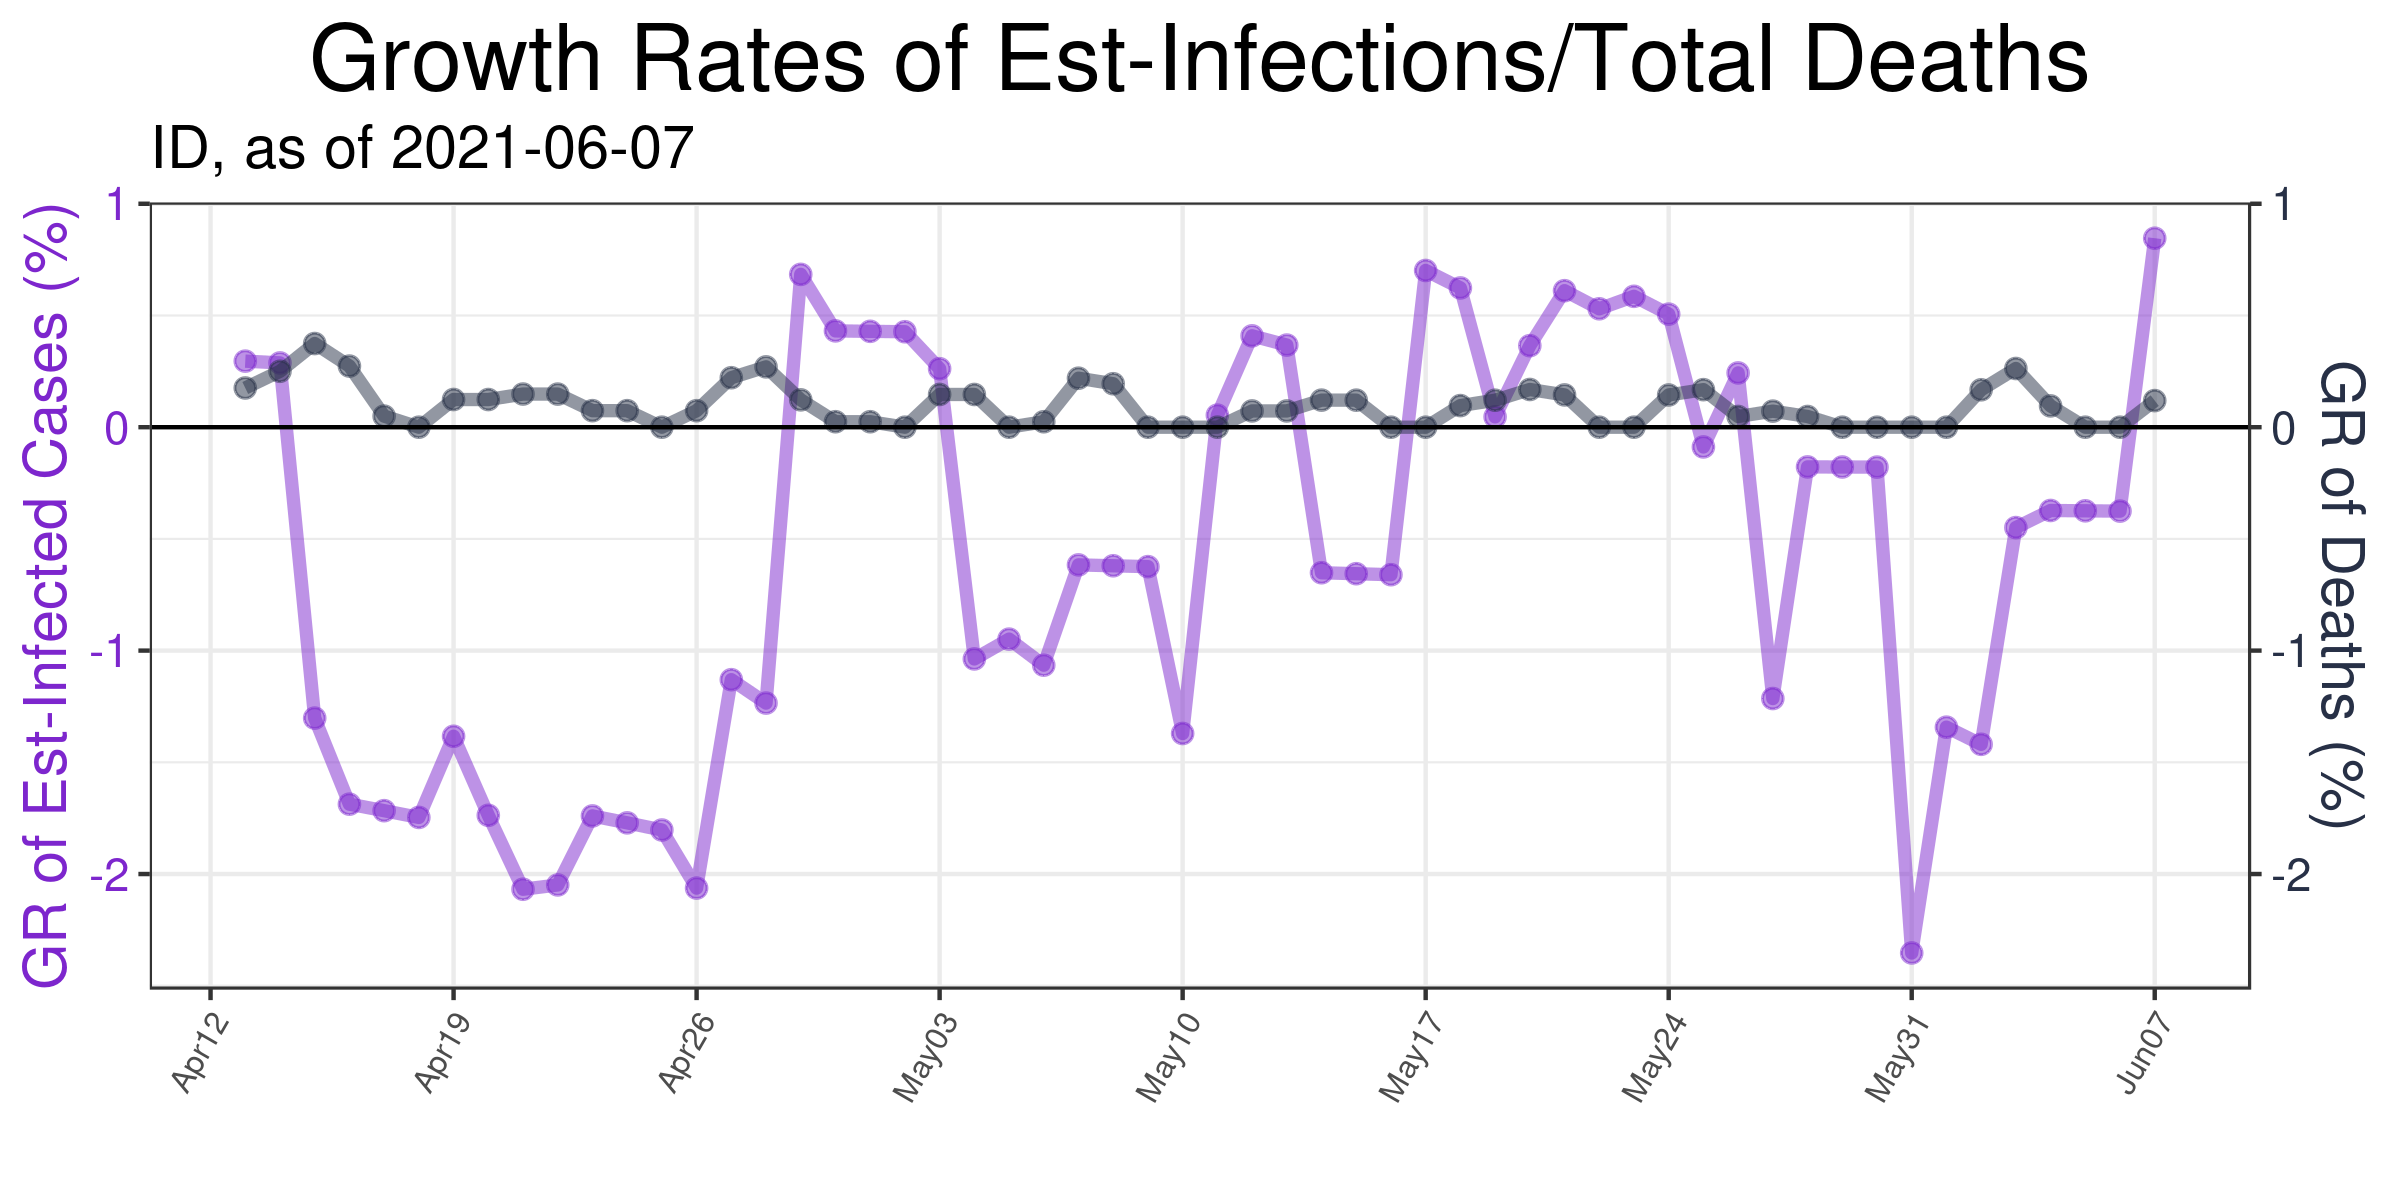 Growth Rates of Est-Infections/Total Deaths
ID, as of 2021-06-07
GR of Est-Infected Cases (%)
1
0
-1
-2
1
0
-1
-2
GR of Deaths (%)
Apr12
Apr19
Apr26
May03
May10
May17
May24
May31
Jun07